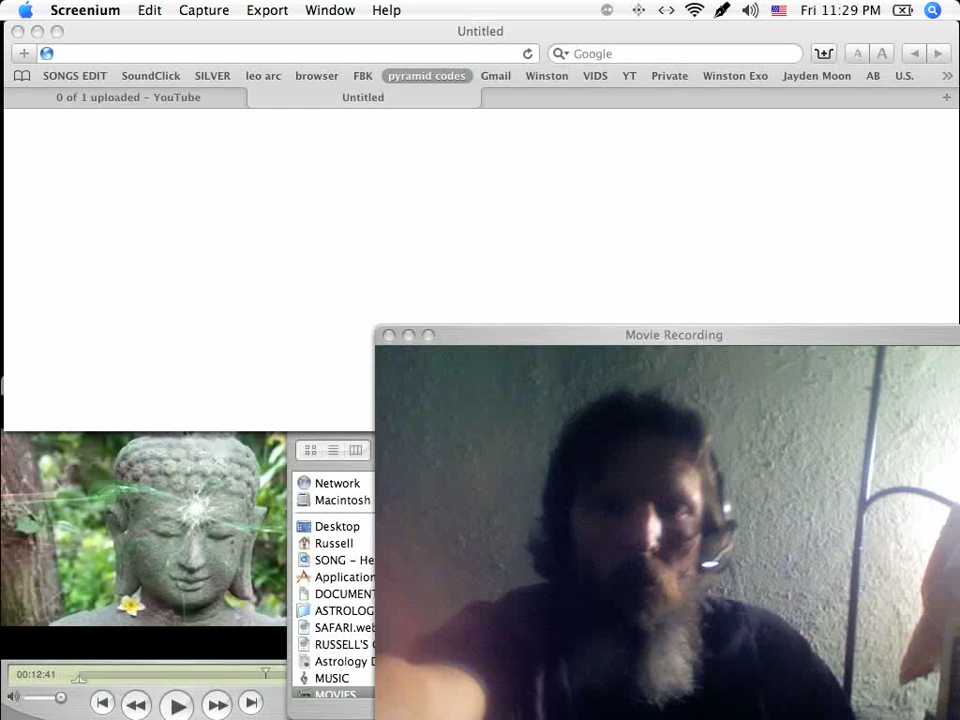 Screenium Edit Capture Export Window Help Fri 11:29 PM
Untitled
Google A A
SONGS EDIT SoundClick SILVER leo arc browser FBK pyramid codes Gmail Winston VIDS YT Private Winston Exo Jayden Moon AB U.S. »
0 of 1 uploaded – YouTube Untitled +
Movie Recording
Network
Macintosh
Desktop
Russell
SONG – He
Application
DOCUMENT
ASTROLOG
SAFARI.web
RUSSELL'S C
Astrology D
MUSIC
MOVIES
00:12:41